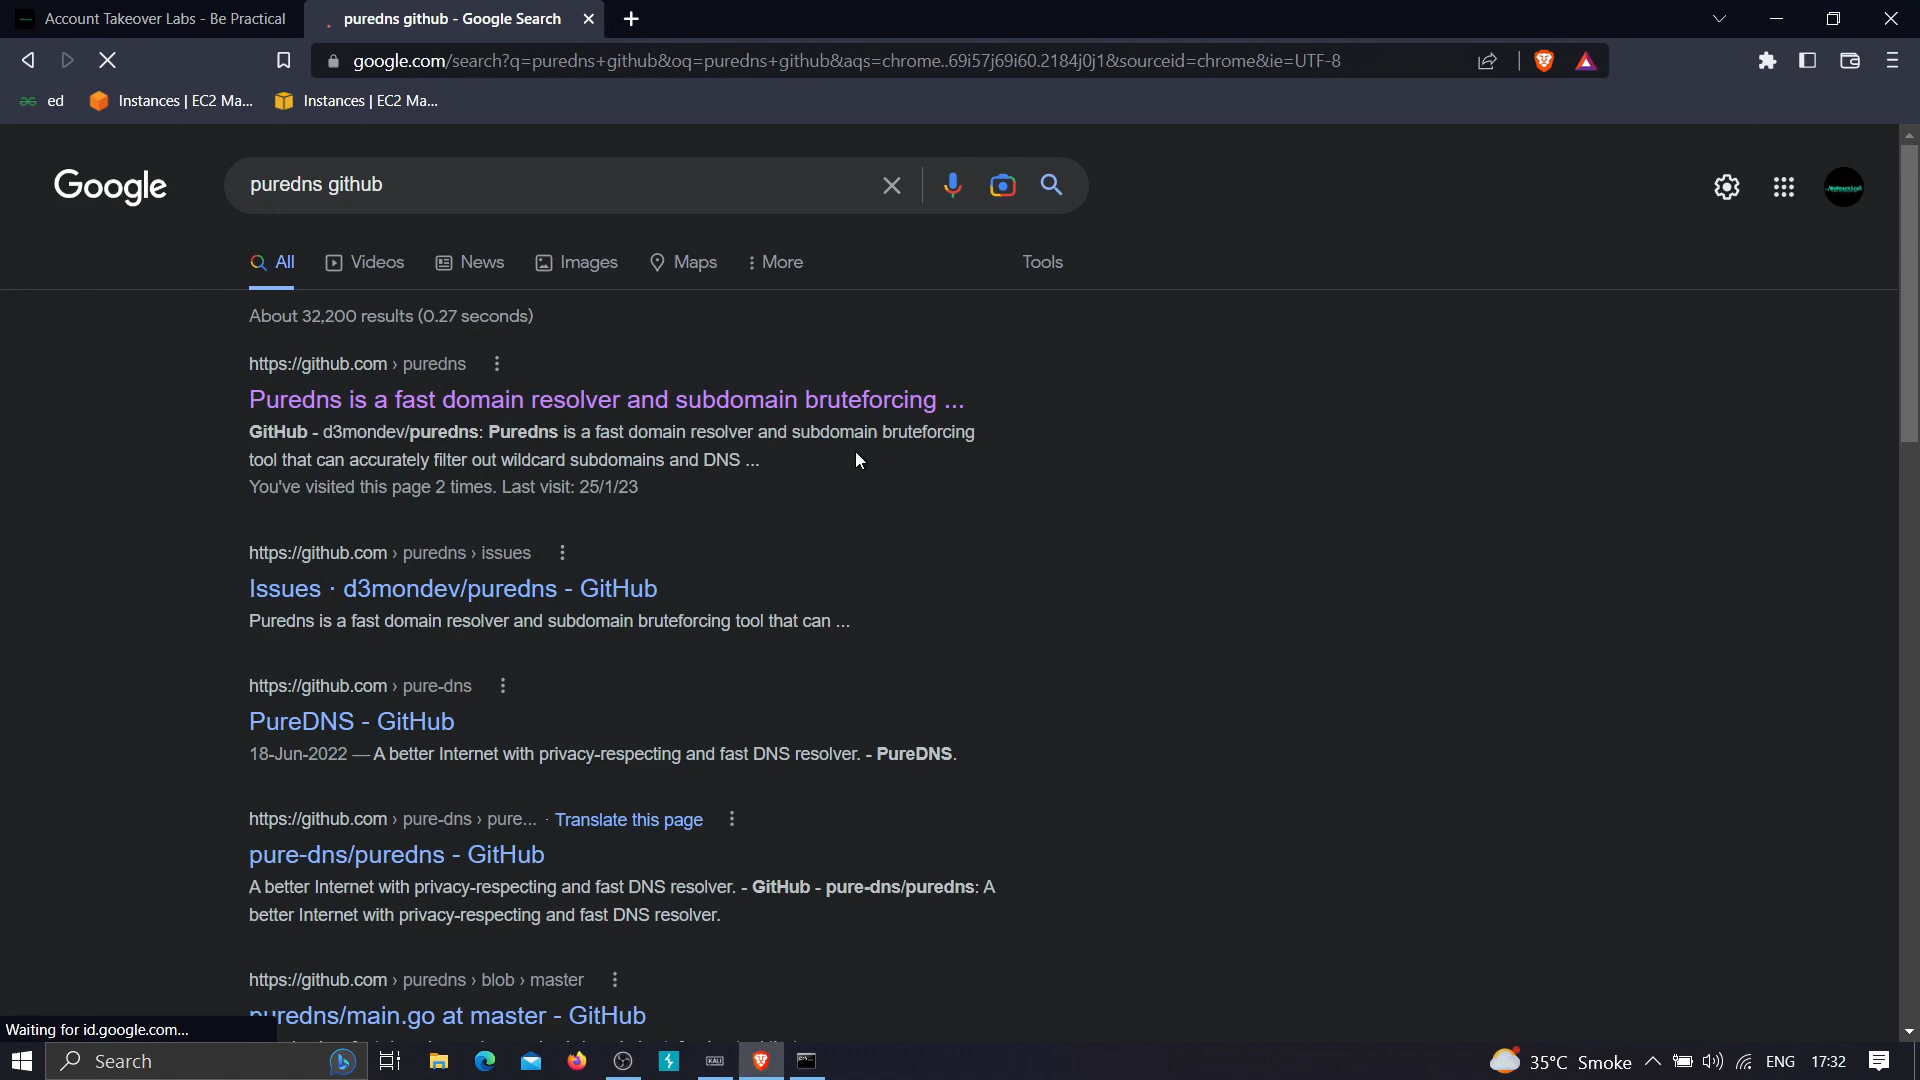 Account Takeover Labs - Be Practical
puredns github - Google Search
google.com/search?q=puredns+github&oq=puredns+github&aqs=chrome..69i57j69i60.2184j0j1&sourceid=chrome&ie=UTF-8
ed
Instances | EC2 Ma...
Instances | EC2 Ma...
Google
puredns github
All
Videos
News
Images
Maps
More
Tools
About 32,200 results (0.27 seconds)
https://github.com › puredns
Puredns is a fast domain resolver and subdomain bruteforcing ...
GitHub - d3mondev/puredns: Puredns is a fast domain resolver and subdomain bruteforcing
tool that can accurately filter out wildcard subdomains and DNS ...
You've visited this page 2 times. Last visit: 25/1/23
https://github.com › puredns › issues
Issues · d3mondev/puredns - GitHub
Puredns is a fast domain resolver and subdomain bruteforcing tool that can ...
https://github.com › pure-dns
PureDNS - GitHub
18-Jun-2022 — A better Internet with privacy-respecting and fast DNS resolver. - PureDNS.
https://github.com › pure-dns › pure... · Translate this page
pure-dns/puredns - GitHub
A better Internet with privacy-respecting and fast DNS resolver. - GitHub - pure-dns/puredns: A
better Internet with privacy-respecting and fast DNS resolver.
https://github.com › puredns › blob › master
puredns/main.go at master - GitHub
Waiting for id.google.com...
Search
KALI
35°C Smoke
ENG
17:32